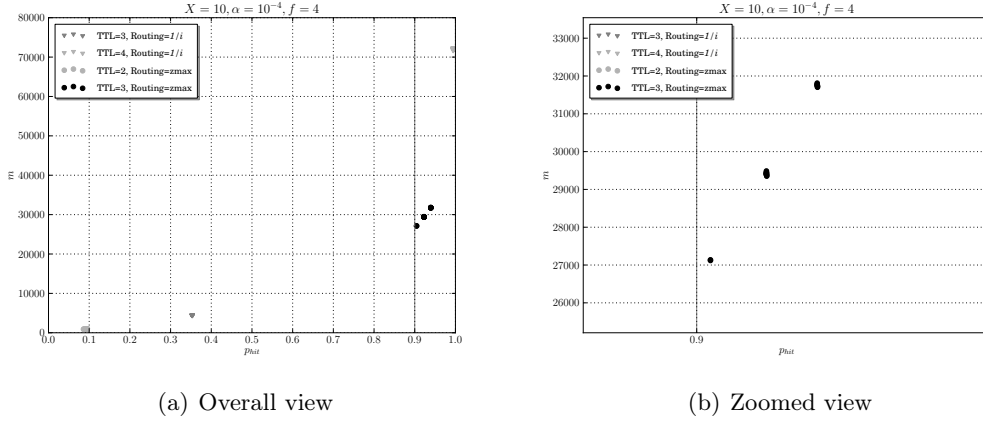 X = 10, α = 10⁻⁴, f = 4
80000
70000
60000
50000
40000
30000
20000
10000
0
m
TTL=3, Routing=1/i
TTL=4, Routing=1/i
TTL=2, Routing=zmax
TTL=3, Routing=zmax
0.0 0.1 0.2 0.3 0.4 0.5 0.6 0.7 0.8 0.9 1.0
p_hit
(a) Overall view
X = 10, α = 10⁻⁴, f = 4
33000
32000
31000
30000
29000
28000
27000
26000
m
TTL=3, Routing=1/i
TTL=4, Routing=1/i
TTL=2, Routing=zmax
TTL=3, Routing=zmax
0.9
p_hit
(b) Zoomed view